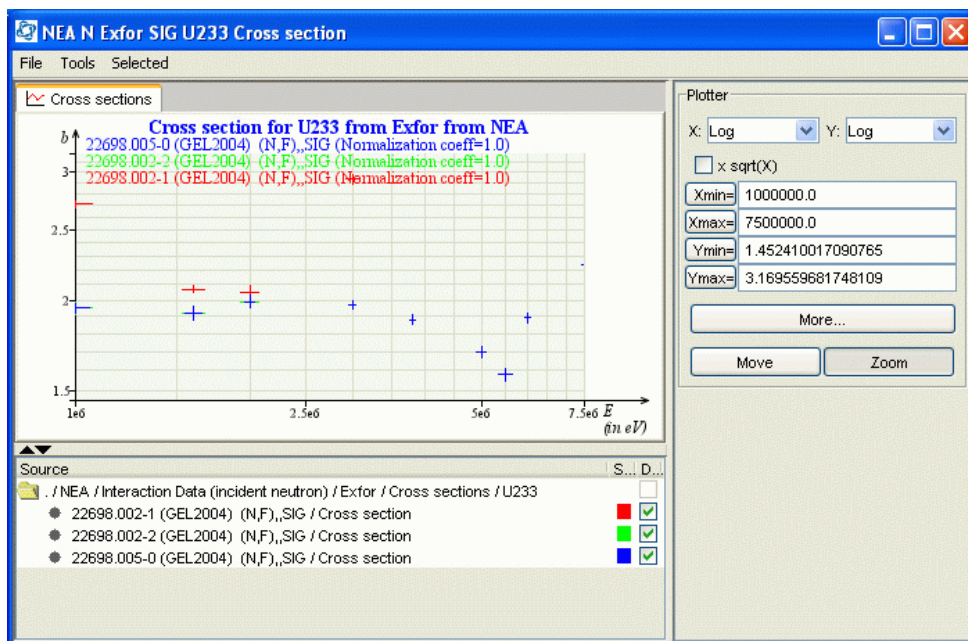 NEA N Exfor SIG U233 Cross section
File Tools Selected
Cross sections
Cross section for U233 from Exfor from NEA
b
22698.005-0 (GEL2004) (N,F),,SIG (Normalization coeff=1.0)
22698.002-2 (GEL2004) (N,F),,SIG (Normalization coeff=1.0)
22698.002-1 (GEL2004) (N,F),,SIG (Normalization coeff=1.0)
3
2.5
2
1.5
1e6 2.5e6 5e6 7.5e6 E
(in eV)
Plotter
X: Log Y: Log
x sqrt(X)
Xmin= 1000000.0
Xmax= 7500000.0
Ymin= 1.452410017090765
Ymax= 3.169559681748109
More...
Move Zoom
Source S... D...
. / NEA / Interaction Data (incident neutron) / Exfor / Cross sections / U233
22698.002-1 (GEL2004) (N,F),,SIG / Cross section
22698.002-2 (GEL2004) (N,F),,SIG / Cross section
22698.005-0 (GEL2004) (N,F),,SIG / Cross section